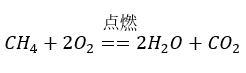 点燃
CH₄ + 2O₂ == 2H₂O + CO₂